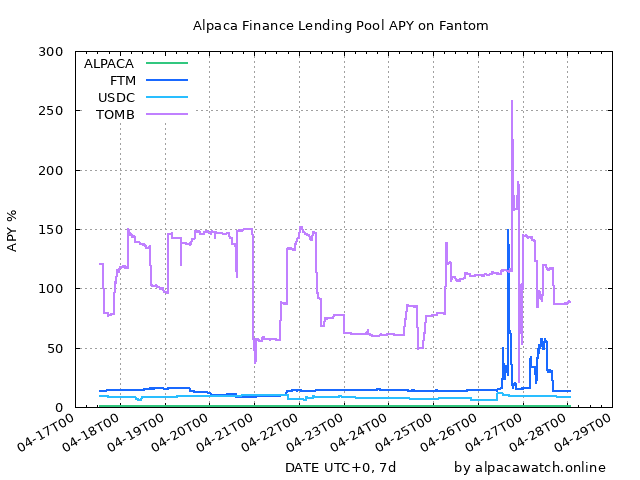 Alpaca Finance Lending Pool APY on Fantom
300
250
200
150
100
50
0
APY %
ALPACA
FTM
USDC
TOMB
04-17T00
04-18T00
04-19T00
04-20T00
04-21T00
04-22T00
04-23T00
04-24T00
04-25T00
04-26T00
04-27T00
04-28T00
04-29T00
DATE UTC+0, 7d
by alpacawatch.online